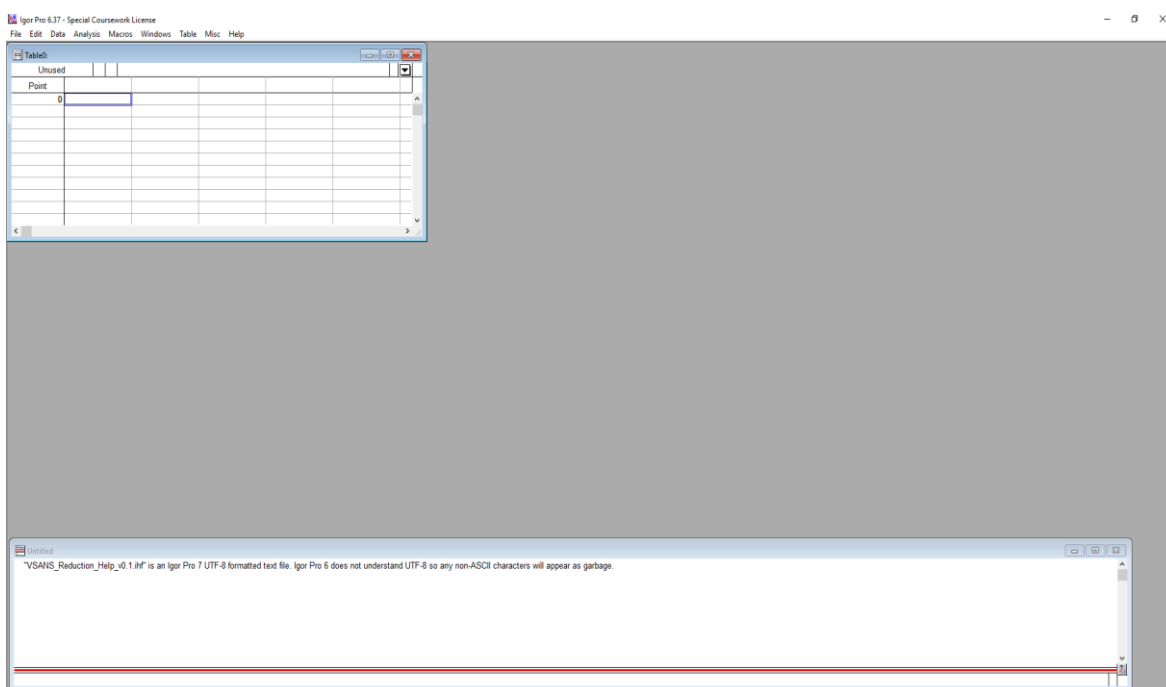 Igor Pro 6.37 - Special Coursework License
File Edit Data Analysis Macros Windows Table Misc Help
Table0:
Unused
Point
0
Untitled
"VSANS_Reduction_Help_v0.1.ihf" is an Igor Pro 7 UTF-8 formatted text file. Igor Pro 6 does not understand UTF-8 so any non-ASCII characters will appear as garbage.